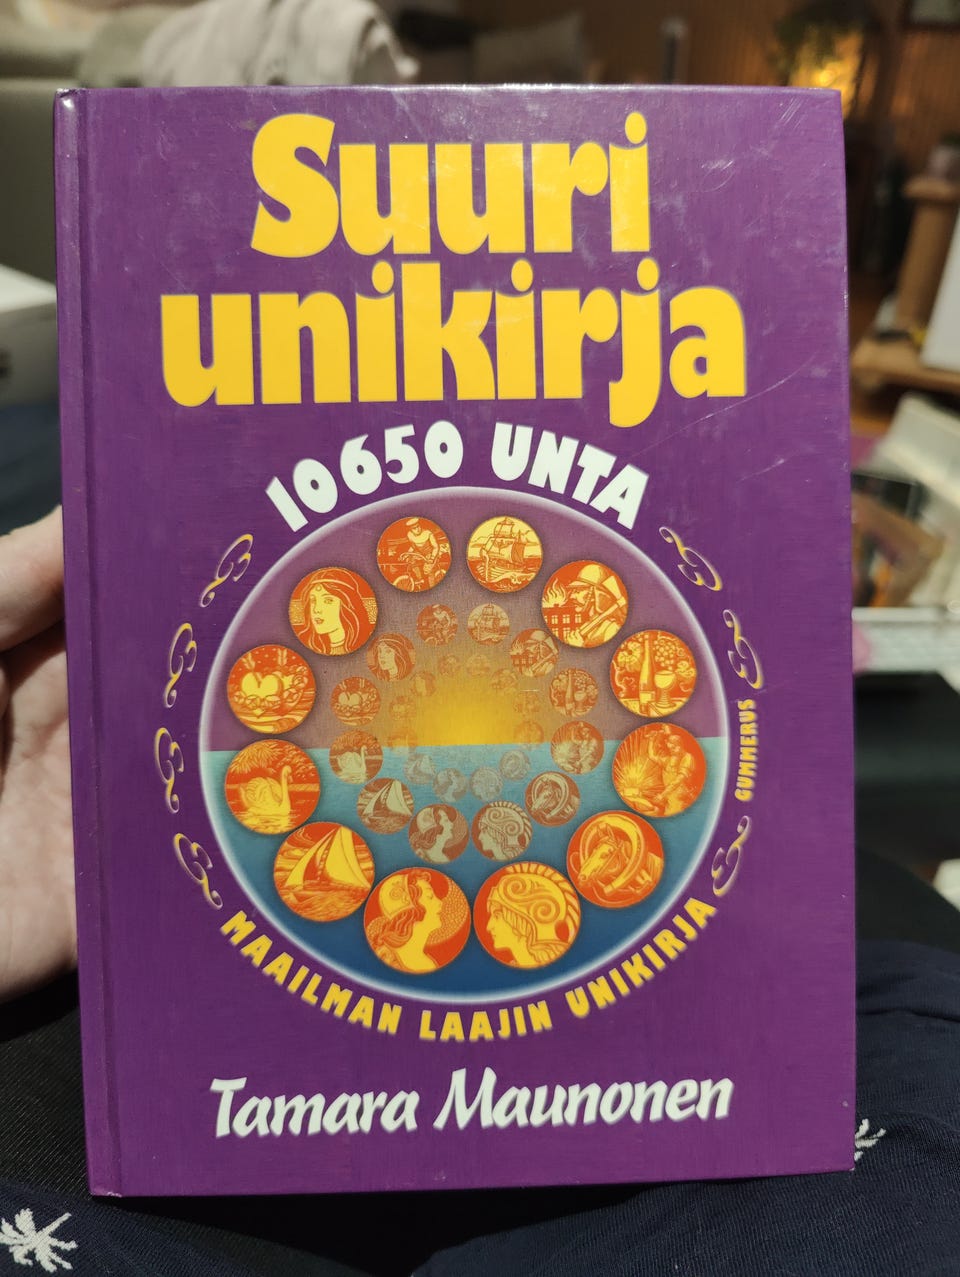 Suuri
unikirja
10650 UNTA
GUMMERUS
MAAILMAN LAAJIN UNIKIRJA
Tamara Maunonen